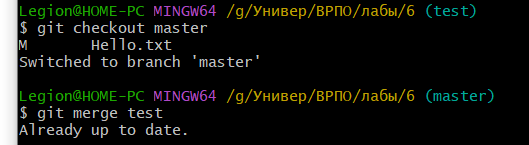 Legion@HOME-PC MINGW64 /g/Универ/ВРПО/лабы/6 (test)
$ git checkout master
M       Hello.txt
Switched to branch 'master'
Legion@HOME-PC MINGW64 /g/Универ/ВРПО/лабы/6 (master)
$ git merge test
Already up to date.